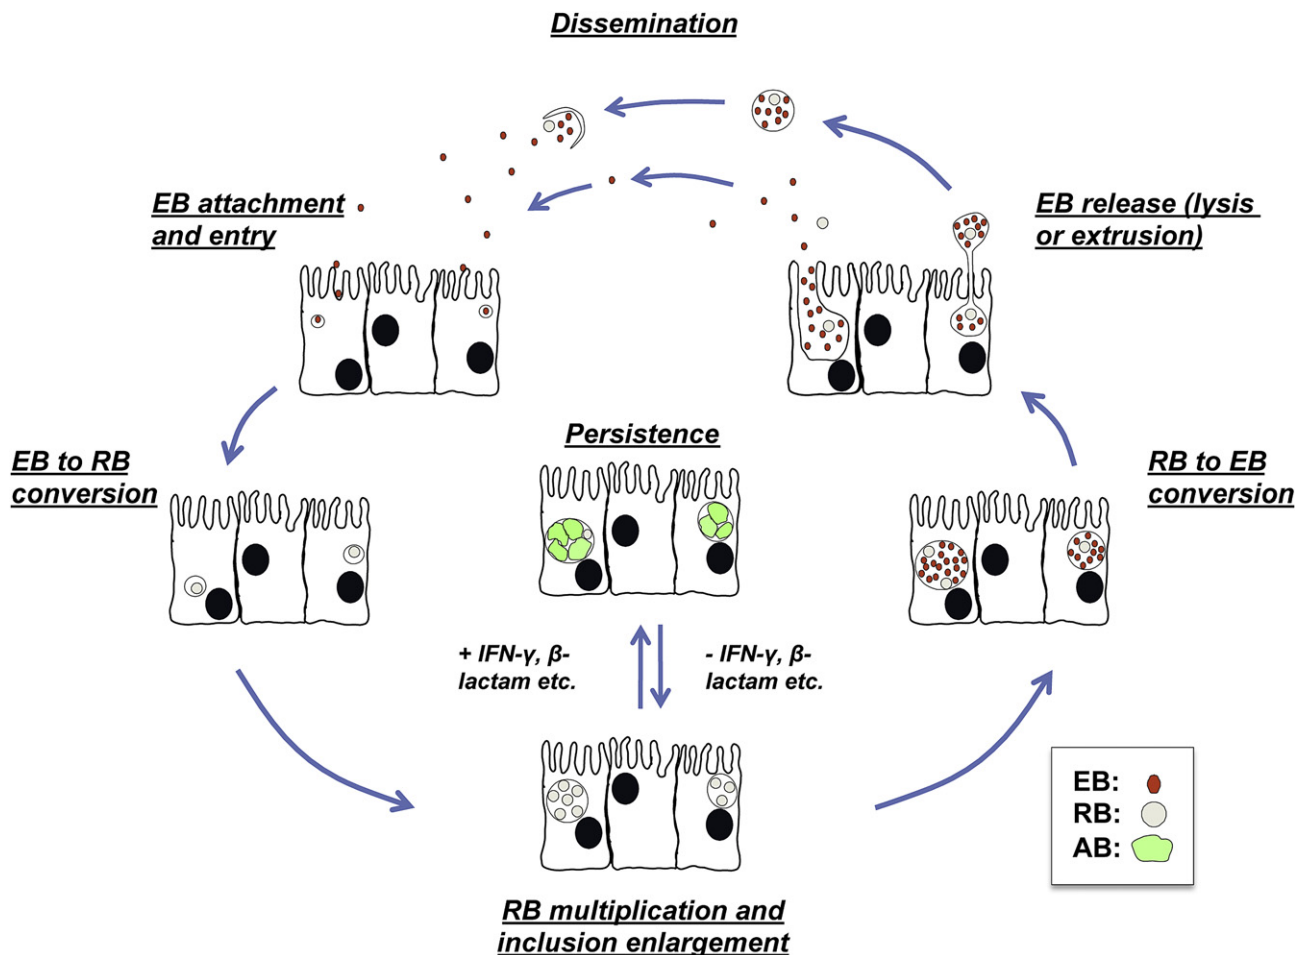 Dissemination
EB attachment
and entry
EB release (lysis
or extrusion)
Persistence
EB to RB
conversion
RB to EB
conversion
+ IFN-γ, β-
lactam etc.
- IFN-γ, β-
lactam etc.
EB:
RB:
AB:
RB multiplication and
inclusion enlargement